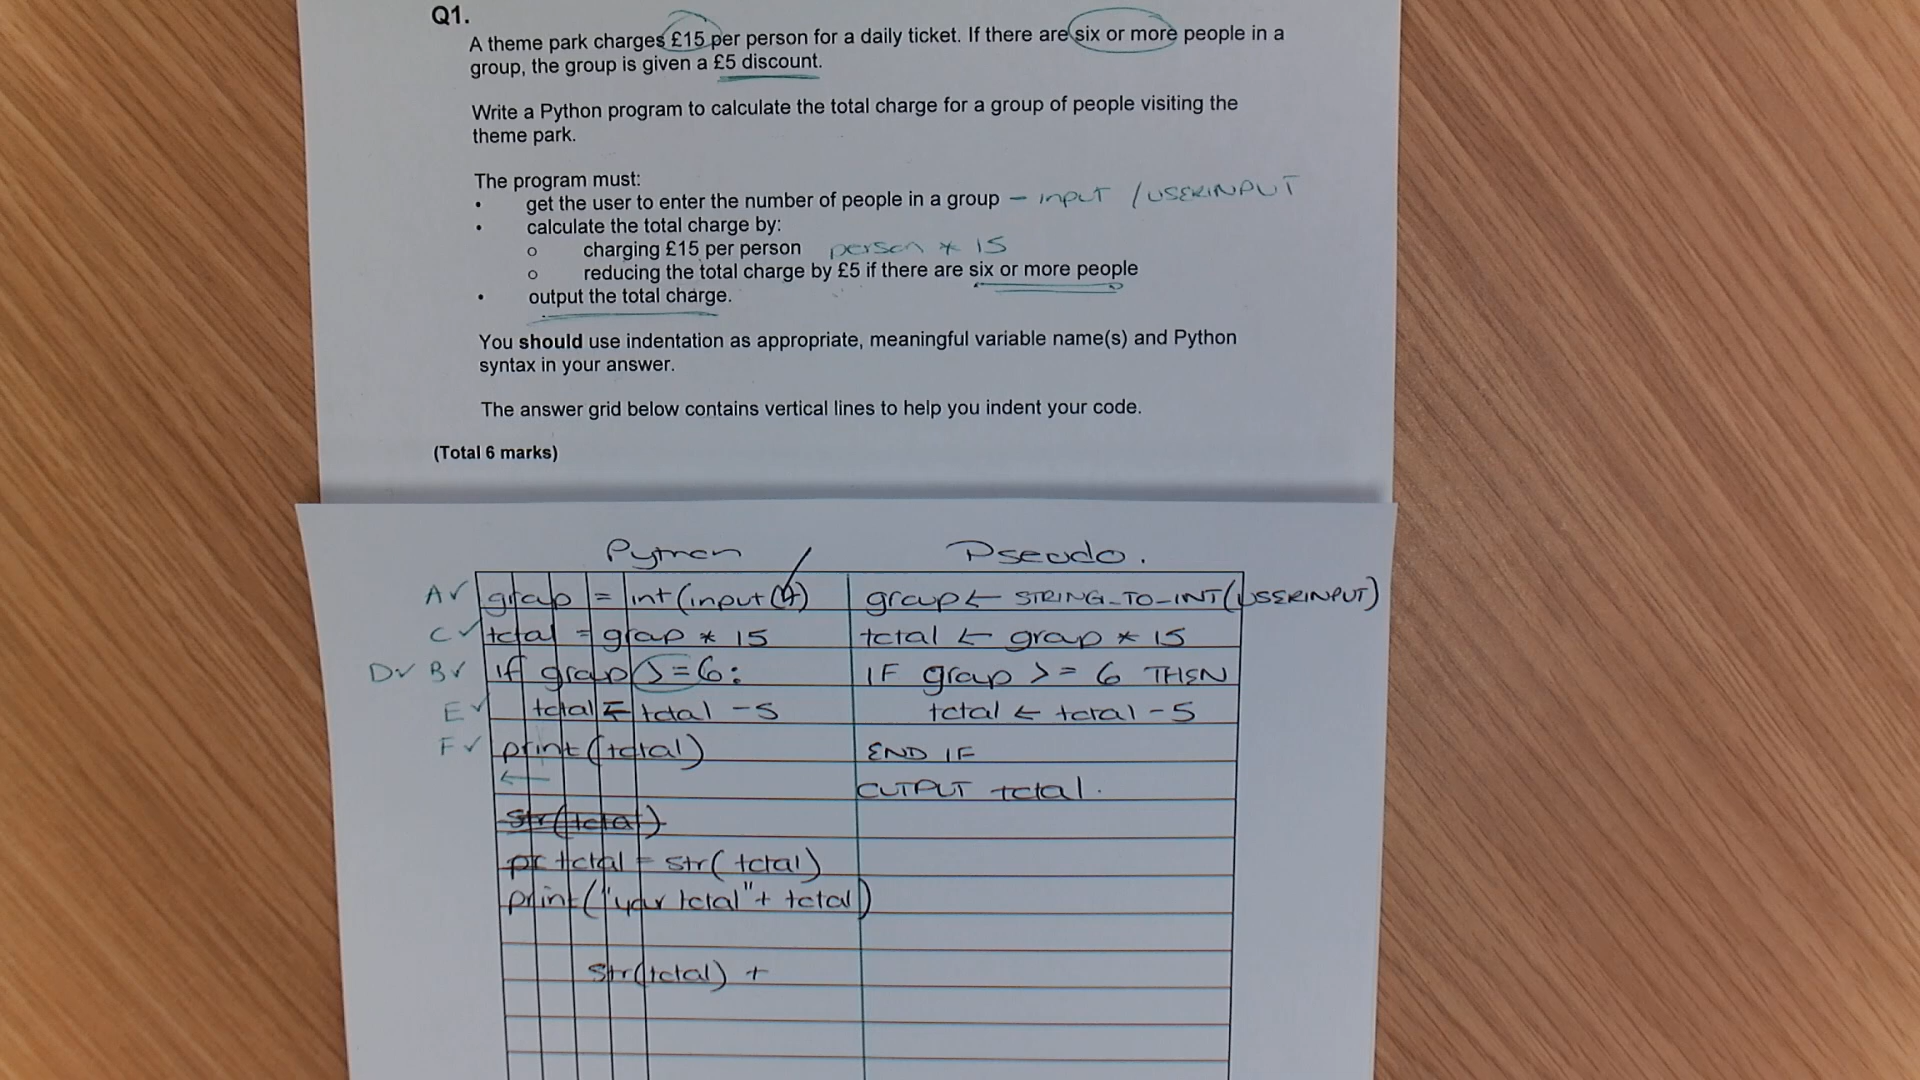 Q1.
A theme park charges £15 per person for a daily ticket. If there are six or more people in a
group, the group is given a £5 discount.
Write a Python program to calculate the total charge for a group of people visiting the
theme park.
The program must:
• get the user to enter the number of people in a group – INPUT / USERINPUT
• calculate the total charge by:
o charging £15 per person person * 15
o reducing the total charge by £5 if there are six or more people
• output the total charge.
You should use indentation as appropriate, meaningful variable name(s) and Python
syntax in your answer.
The answer grid below contains vertical lines to help you indent your code.
(Total 6 marks)
Python Pseudo.
A✓ group = int(input()) group ← STRING_TO_INT(USERINPUT)
C✓ total = group * 15 total ← group * 15
D✓ B✓ if group >= 6: IF group >= 6 THEN
E✓ total = total - 5 total ← total - 5
F✓ print(total) END IF
← OUTPUT total.
str(total)
total = str(total)
print("your total" + total)
str(total) +